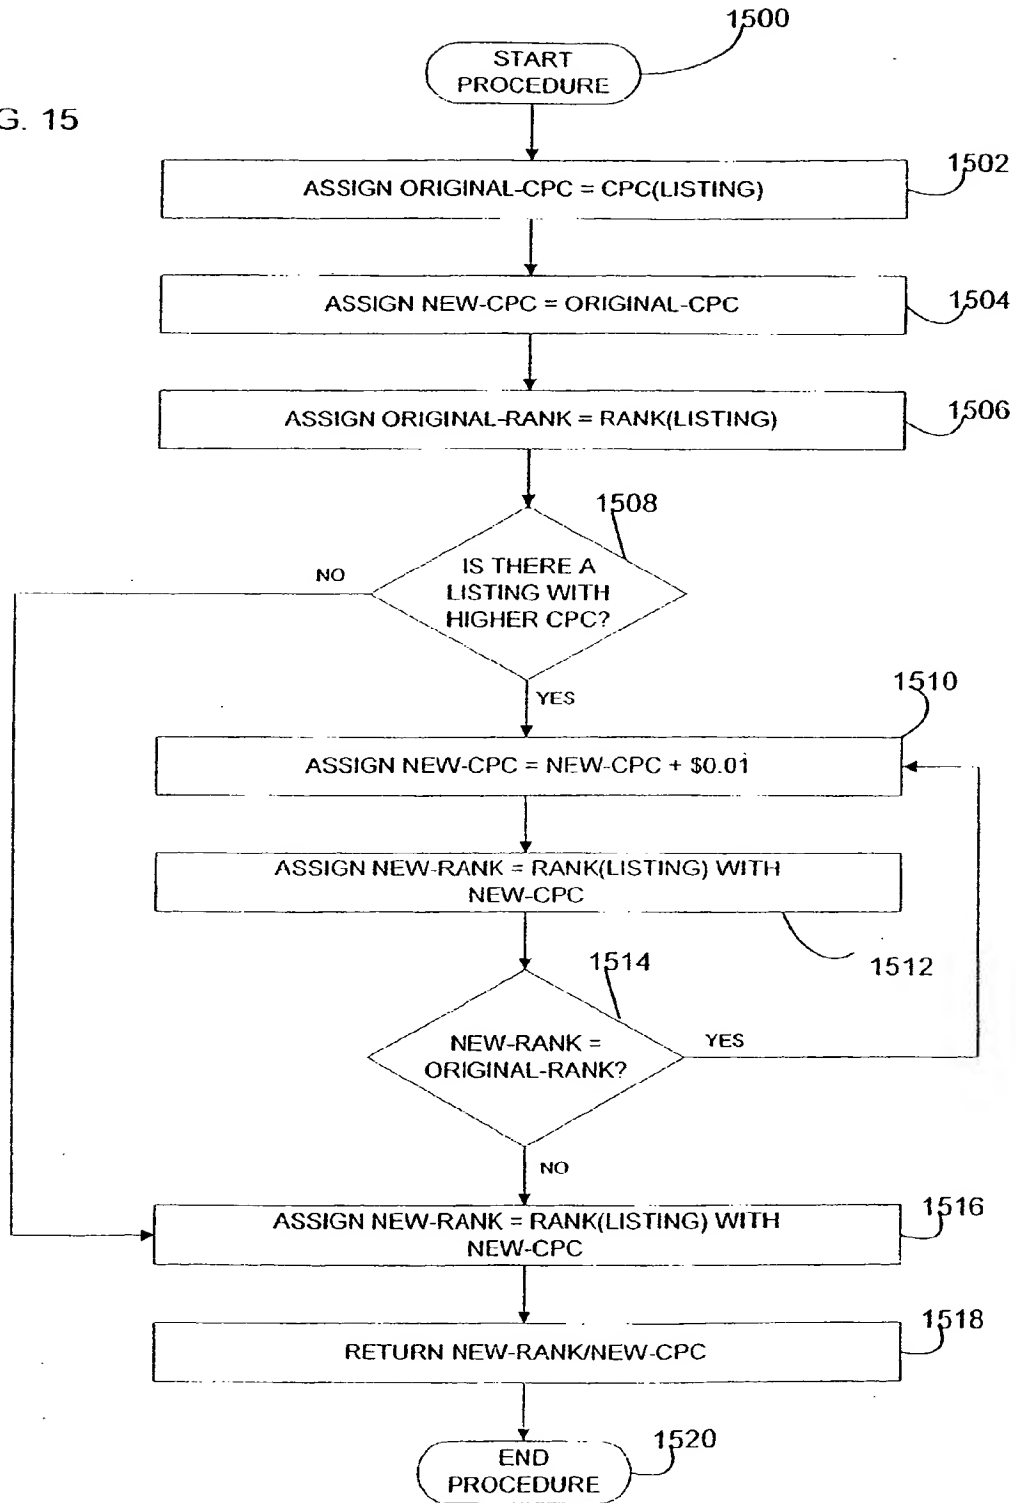 1500
START
PROCEDURE
G. 15
1502
ASSIGN ORIGINAL-CPC = CPC(LISTING)
1504
ASSIGN NEW-CPC = ORIGINAL-CPC
1506
ASSIGN ORIGINAL-RANK = RANK(LISTING)
1508
IS THERE A
LISTING WITH
HIGHER CPC?
NO
YES
1510
ASSIGN NEW-CPC = NEW-CPC + $0.01
ASSIGN NEW-RANK = RANK(LISTING) WITH
NEW-CPC
1512
1514
NEW-RANK =
ORIGINAL-RANK?
YES
NO
1516
ASSIGN NEW-RANK = RANK(LISTING) WITH
NEW-CPC
1518
RETURN NEW-RANK/NEW-CPC
1520
END
PROCEDURE